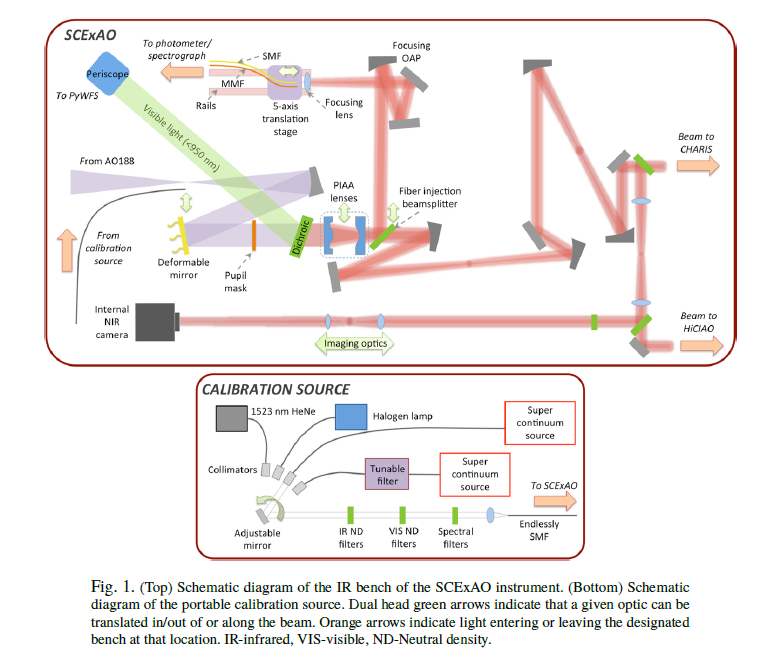 SCExAO
To photometer/
spectrograph
SMF
MMF
Rails
5-axis
translation
stage
Focusing
lens
Focusing
OAP
Periscope
To PyWFS
Visible light (<950 nm)
From AO188
From
calibration
source
Deformable
mirror
Pupil
mask
Dichroic
PIAA
lenses
Fiber injection
beamsplitter
Beam to
CHARIS
Internal
NIR
camera
Imaging optics
Beam to
HiCIAO
CALIBRATION SOURCE
1523 nm HeNe
Halogen lamp
Super
continuum
source
Collimators
Tunable
filter
Super
continuum
source
To SCExAO
Adjustable
mirror
IR ND
filters
VIS ND
filters
Spectral
filters
Endlessly
SMF
Fig. 1. (Top) Schematic diagram of the IR bench of the SCExAO instrument. (Bottom) Schematic
diagram of the portable calibration source. Dual head green arrows indicate that a given optic can be
translated in/out of or along the beam. Orange arrows indicate light entering or leaving the designated
bench at that location. IR-infrared, VIS-visible, ND-Neutral density.